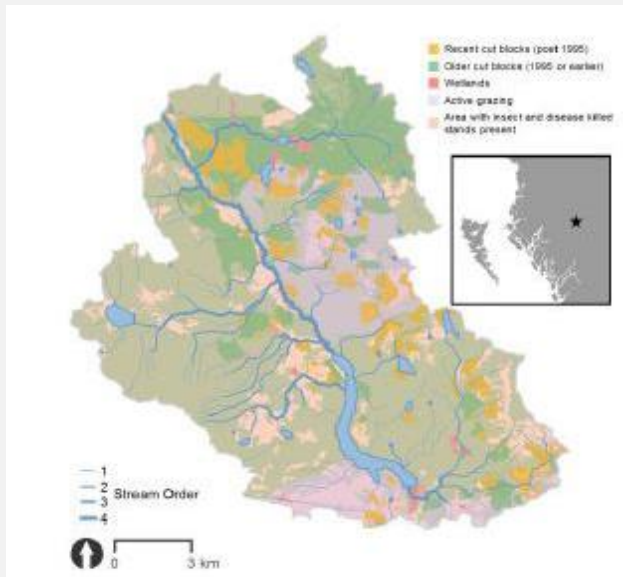 Recent cut blocks (post 1995)
Older cut blocks (1995 or earlier)
Wetlands
Active grazing
Area with insect and disease killed
stands present
1
2
3
4
Stream Order
0 3 km